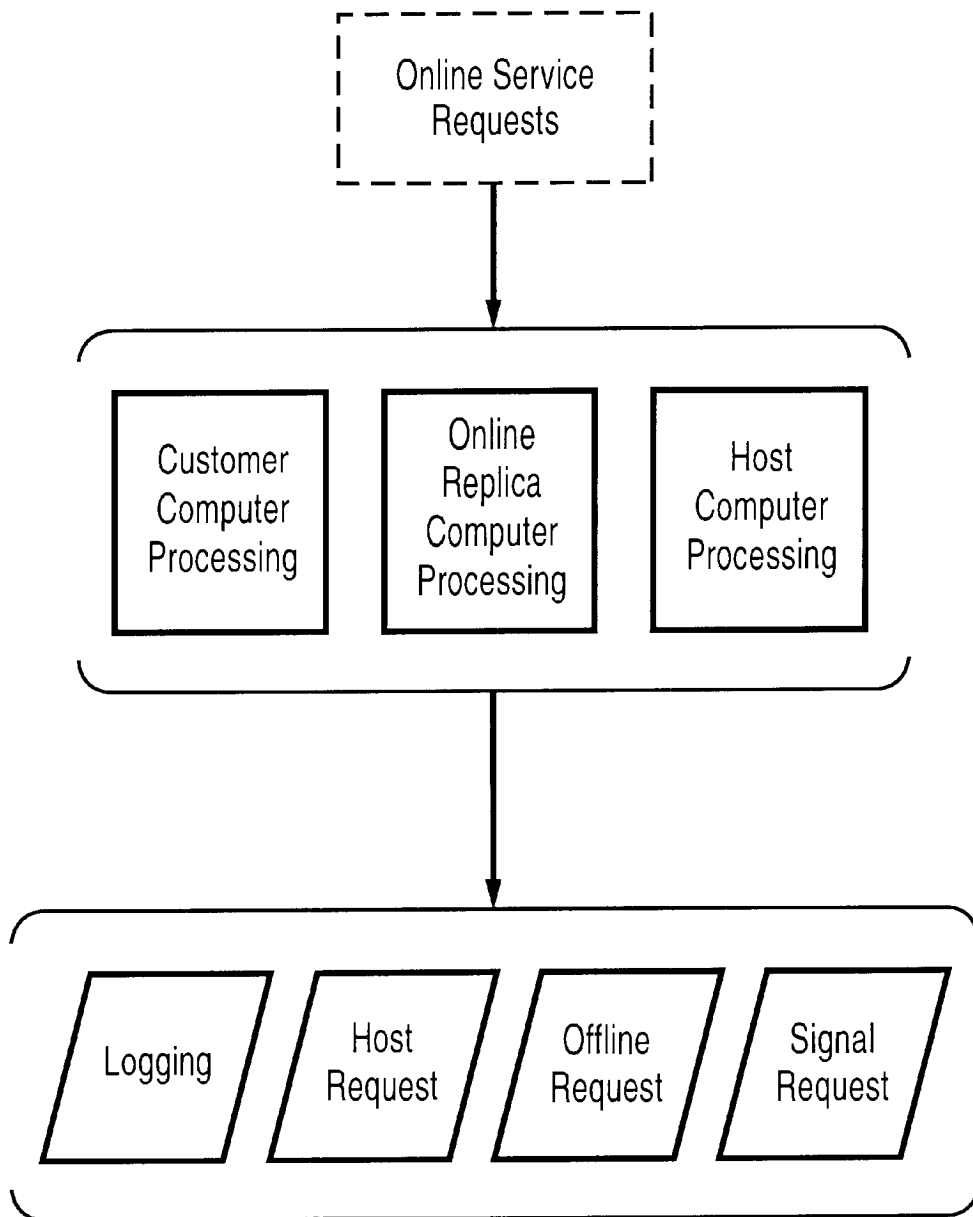 Online Service
Requests
Customer
Computer
Processing
Online
Replica
Computer
Processing
Host
Computer
Processing
Logging
Host
Request
Offline
Request
Signal
Request